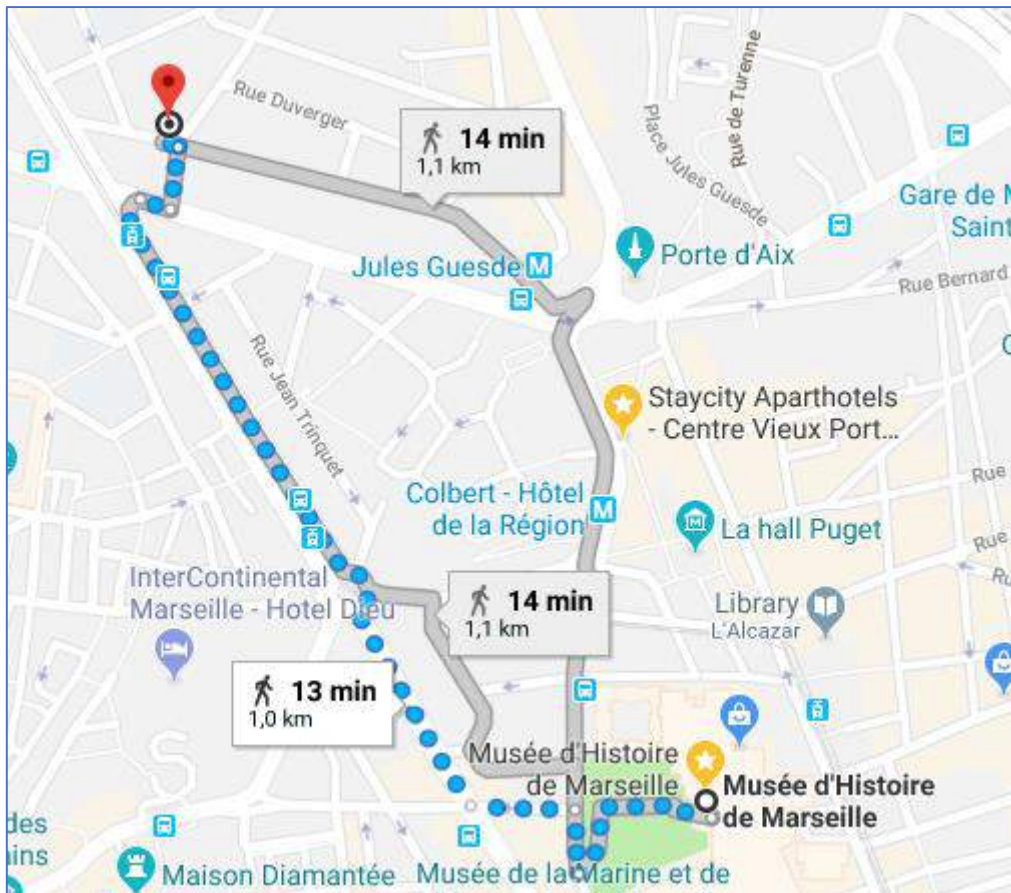 Rue Duverger
14 min
1,1 km
Rue de Turenne
Place Jules Guesde
Gare de M
Saint
Porte d'Aix
Jules Guesde
M
Rue Bernard
Rue Jean Trinquet
Staycity Aparthotels
- Centre Vieux Port...
Colbert - Hôtel
de la Région
M
Rue
La hall Puget
Rue
InterContinental
Marseille - Hotel Dieu
14 min
1,1 km
Library
L'Alcazar
13 min
1,0 km
Musée d'Histoire
de Marseille
Musée d'Histoire
de Marseille
des
ains
Maison Diamantée
Musée de la Marine et de